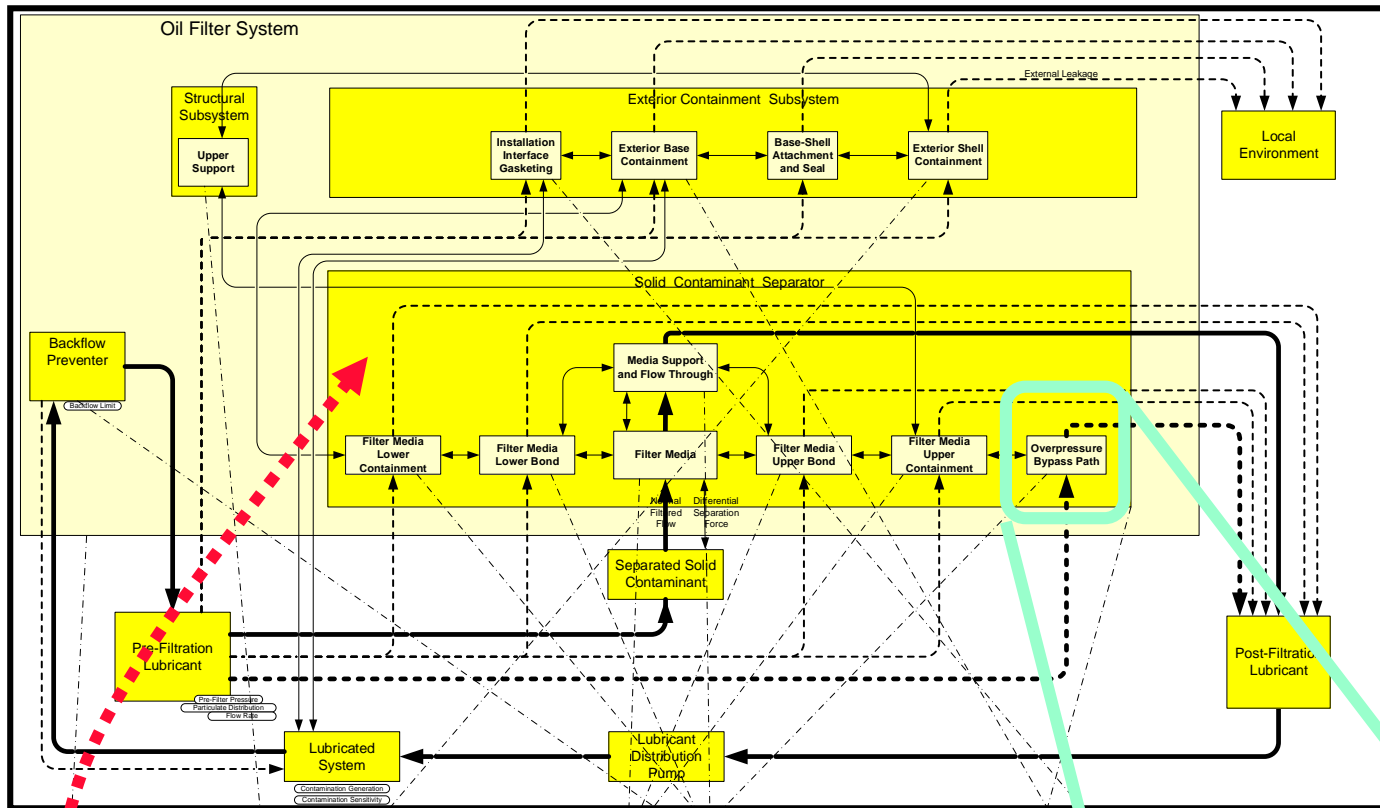 Oil Filter System
External Leakage
Structural
Subsystem
Exterior Containment Subsystem
Upper
Support
Installation
Interface
Gasketing
Exterior Base
Containment
Base-Shell
Attachment
and Seal
Exterior Shell
Containment
Local
Environment
Solid Contaminant Separator
Backflow
Preventer
Backflow Limit
Media Support
and Flow Through
Filter Media
Lower
Containment
Filter Media
Lower Bond
Filter Media
Filter Media
Upper Bond
Filter Media
Upper
Containment
Overpressure
Bypass Path
Normal
Filtered
Flow
Differential
Separation
Force
Separated Solid
Contaminant
Pre-Filtration
Lubricant
Pre-Filter Pressure
Particulate Distribution
Flow Rate
Post-Filtration
Lubricant
Lubricated
System
Contamination Generation
Contamination Sensitivity
Lubricant
Distribution
Pump